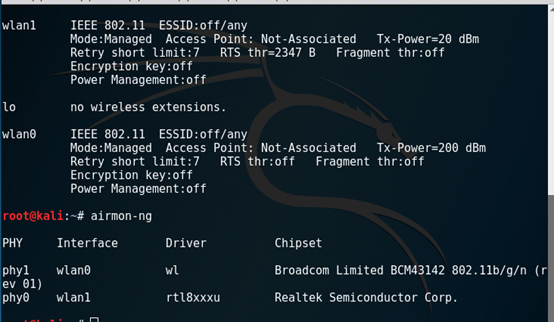 wlan1 IEEE 802.11 ESSID:off/any
Mode:Managed Access Point: Not-Associated Tx-Power=20 dBm
Retry short limit:7 RTS thr=2347 B Fragment thr:off
Encryption key:off
Power Management:off
lo no wireless extensions.
wlan0 IEEE 802.11 ESSID:off/any
Mode:Managed Access Point: Not-Associated Tx-Power=200 dBm
Retry short limit:7 RTS thr:off Fragment thr:off
Encryption key:off
Power Management:off
root@kali:~# airmon-ng
PHY Interface Driver Chipset
phy1 wlan0 wl Broadcom Limited BCM43142 802.11b/g/n (r
ev 01)
phy0 wlan1 rtl8xxxu Realtek Semiconductor Corp.